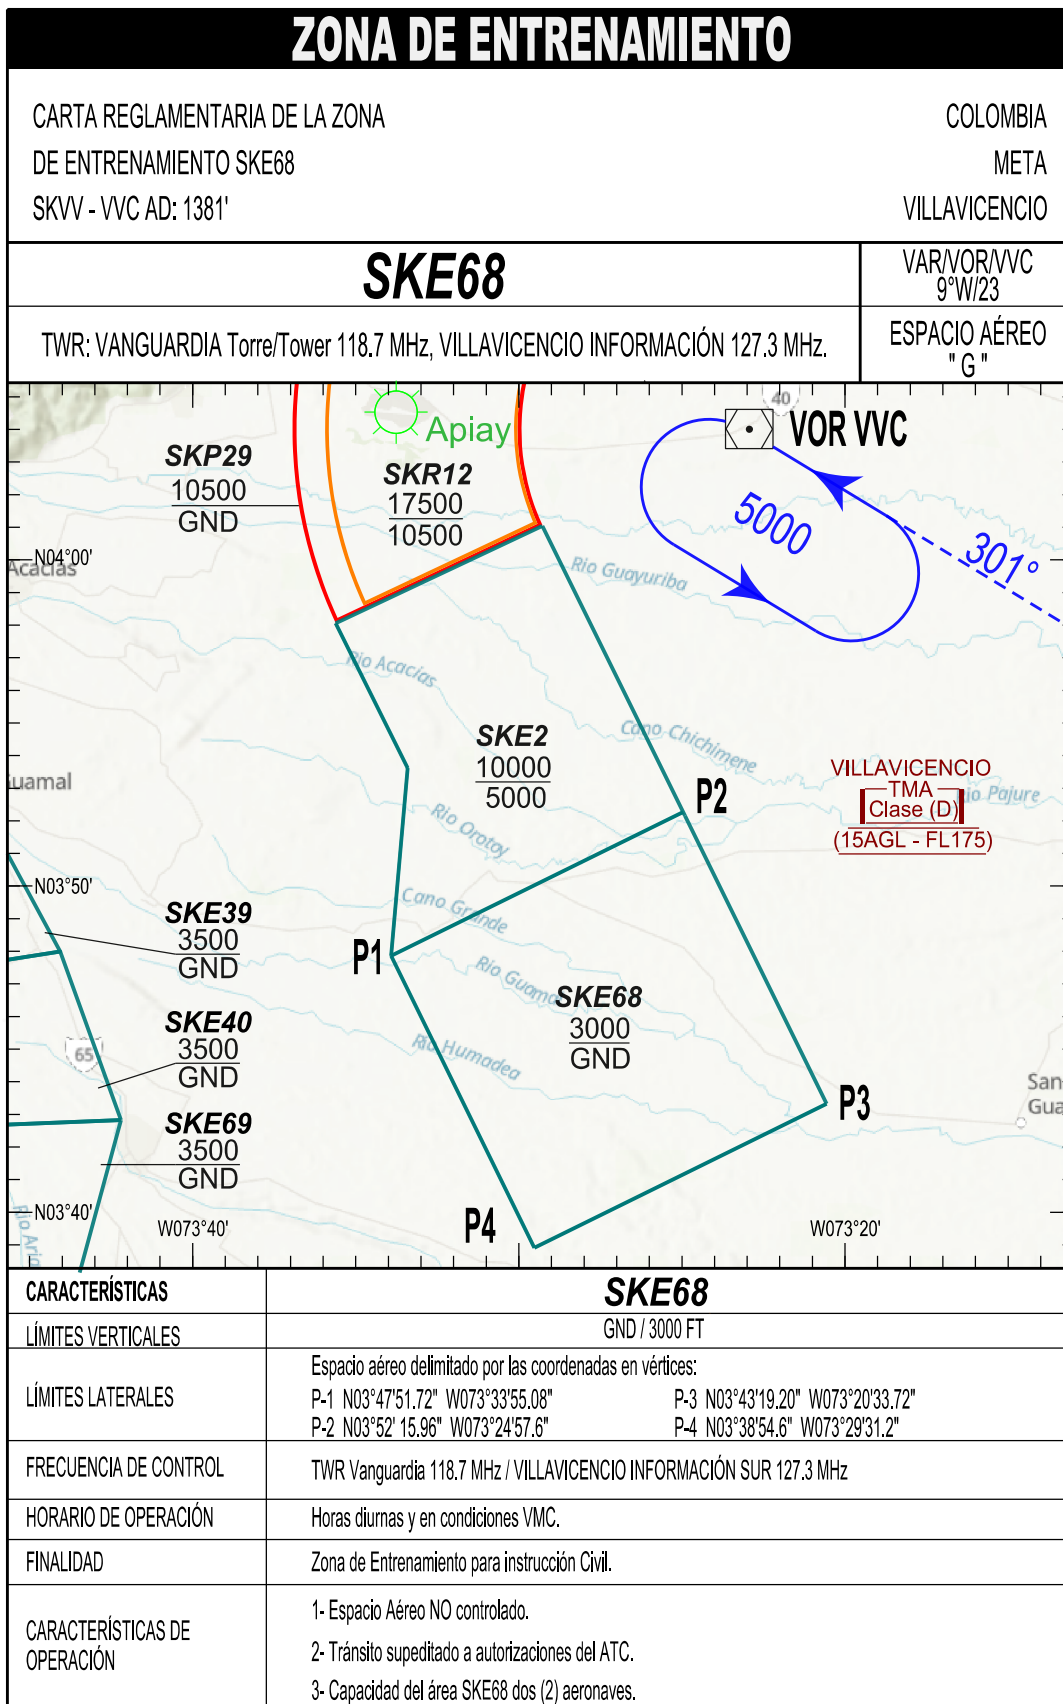 ZONA DE ENTRENAMIENTO
CARTA REGLAMENTARIA DE LA ZONA
DE ENTRENAMIENTO SKE68
SKVV - VVC AD: 1381'
COLOMBIA
META
VILLAVICENCIO
SKE68
VAR/VOR/VVC
9°W/23
TWR: VANGUARDIA Torre/Tower 118.7 MHz, VILLAVICENCIO INFORMACIÓN 127.3 MHz.
ESPACIO AÉREO
" G "
40
VOR VVC
Apiay
SKP29
10500
GND
SKR12
17500
10500
5000
301°
N04°00'
Acacías
Rio Guayuriba
Rio Acacías
SKE2
10000
5000
Cano Chichimene
uamal
VILLAVICENCIO
TMA
Clase (D)
(15AGL - FL175)
io Pajure
P2
Rio Orotoy
N03°50'
Cano Grande
SKE39
3500
GND
P1
Rio Guama
SKE68
3000
GND
SKE40
3500
GND
65
Rio Humadea
San
Gua
P3
SKE69
3500
GND
N03°40'
Rio Aria
W073°40'
P4
W073°20'
CARACTERÍSTICAS
SKE68
LÍMITES VERTICALES
GND / 3000 FT
LÍMITES LATERALES
Espacio aéreo delimitado por las coordenadas en vértices:
P-1 N03°47'51.72" W073°33'55.08" P-3 N03°43'19.20" W073°20'33.72"
P-2 N03°52' 15.96" W073°24'57.6" P-4 N03°38'54.6" W073°29'31.2"
FRECUENCIA DE CONTROL
TWR Vanguardia 118.7 MHz / VILLAVICENCIO INFORMACIÓN SUR 127.3 MHz
HORARIO DE OPERACIÓN
Horas diurnas y en condiciones VMC.
FINALIDAD
Zona de Entrenamiento para instrucción Civil.
CARACTERÍSTICAS DE
OPERACIÓN
1- Espacio Aéreo NO controlado.
2- Tránsito supeditado a autorizaciones del ATC.
3- Capacidad del área SKE68 dos (2) aeronaves.